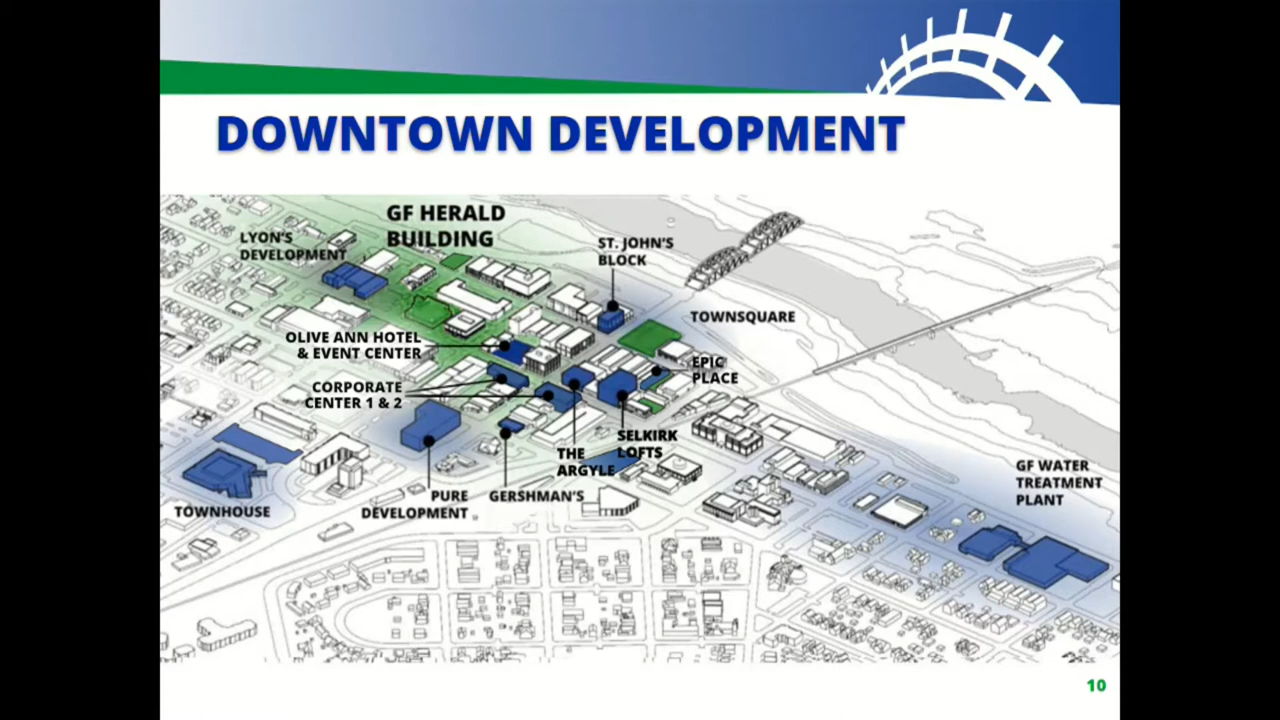 DOWNTOWN DEVELOPMENT
GF HERALD
BUILDING
LYON'S
DEVELOPMENT
ST. JOHN'S
BLOCK
TOWNSQUARE
OLIVE ANN HOTEL
& EVENT CENTER
EPIC
PLACE
CORPORATE
CENTER 1 & 2
SELKIRK
LOFTS
THE
ARGYLE
GF WATER
TREATMENT
PLANT
PURE
DEVELOPMENT
GERSHMAN'S
TOWNHOUSE
10